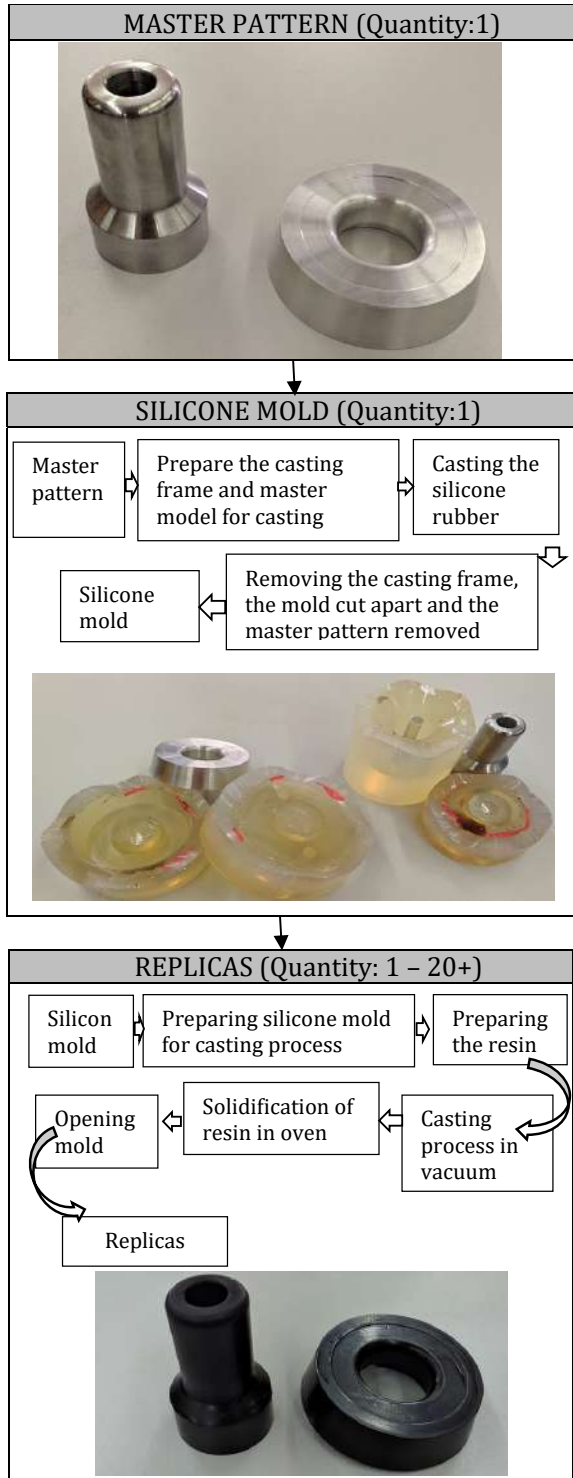 MASTER PATTERN (Quantity:1)
SILICONE MOLD (Quantity:1)
Master
pattern
Prepare the casting
frame and master
model for casting
Casting the
silicone
rubber
Removing the casting frame,
the mold cut apart and the
master pattern removed
Silicone
mold
REPLICAS (Quantity: 1 – 20+)
Silicon
mold
Preparing silicone mold
for casting process
Preparing
the resin
Casting
process in
vacuum
Solidification of
resin in oven
Opening
mold
Replicas